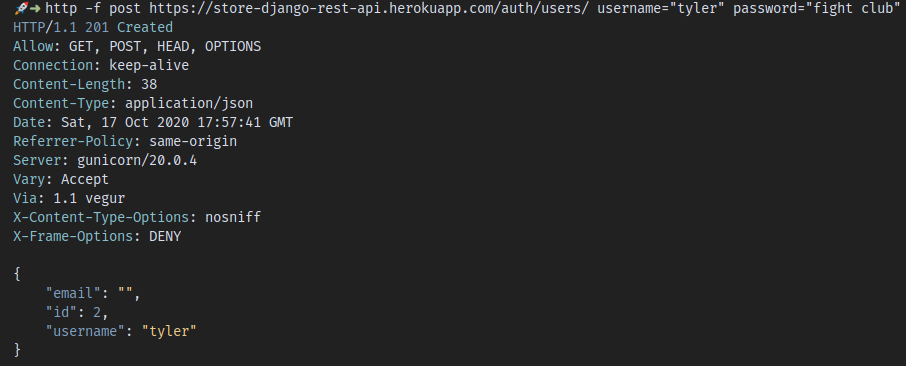 🚀➜ http -f post https://store-django-rest-api.herokuapp.com/auth/users/ username="tyler" password="fight club"
HTTP/1.1 201 Created
Allow: GET, POST, HEAD, OPTIONS
Connection: keep-alive
Content-Length: 38
Content-Type: application/json
Date: Sat, 17 Oct 2020 17:57:41 GMT
Referrer-Policy: same-origin
Server: gunicorn/20.0.4
Vary: Accept
Via: 1.1 vegur
X-Content-Type-Options: nosniff
X-Frame-Options: DENY

{
    "email": "",
    "id": 2,
    "username": "tyler"
}